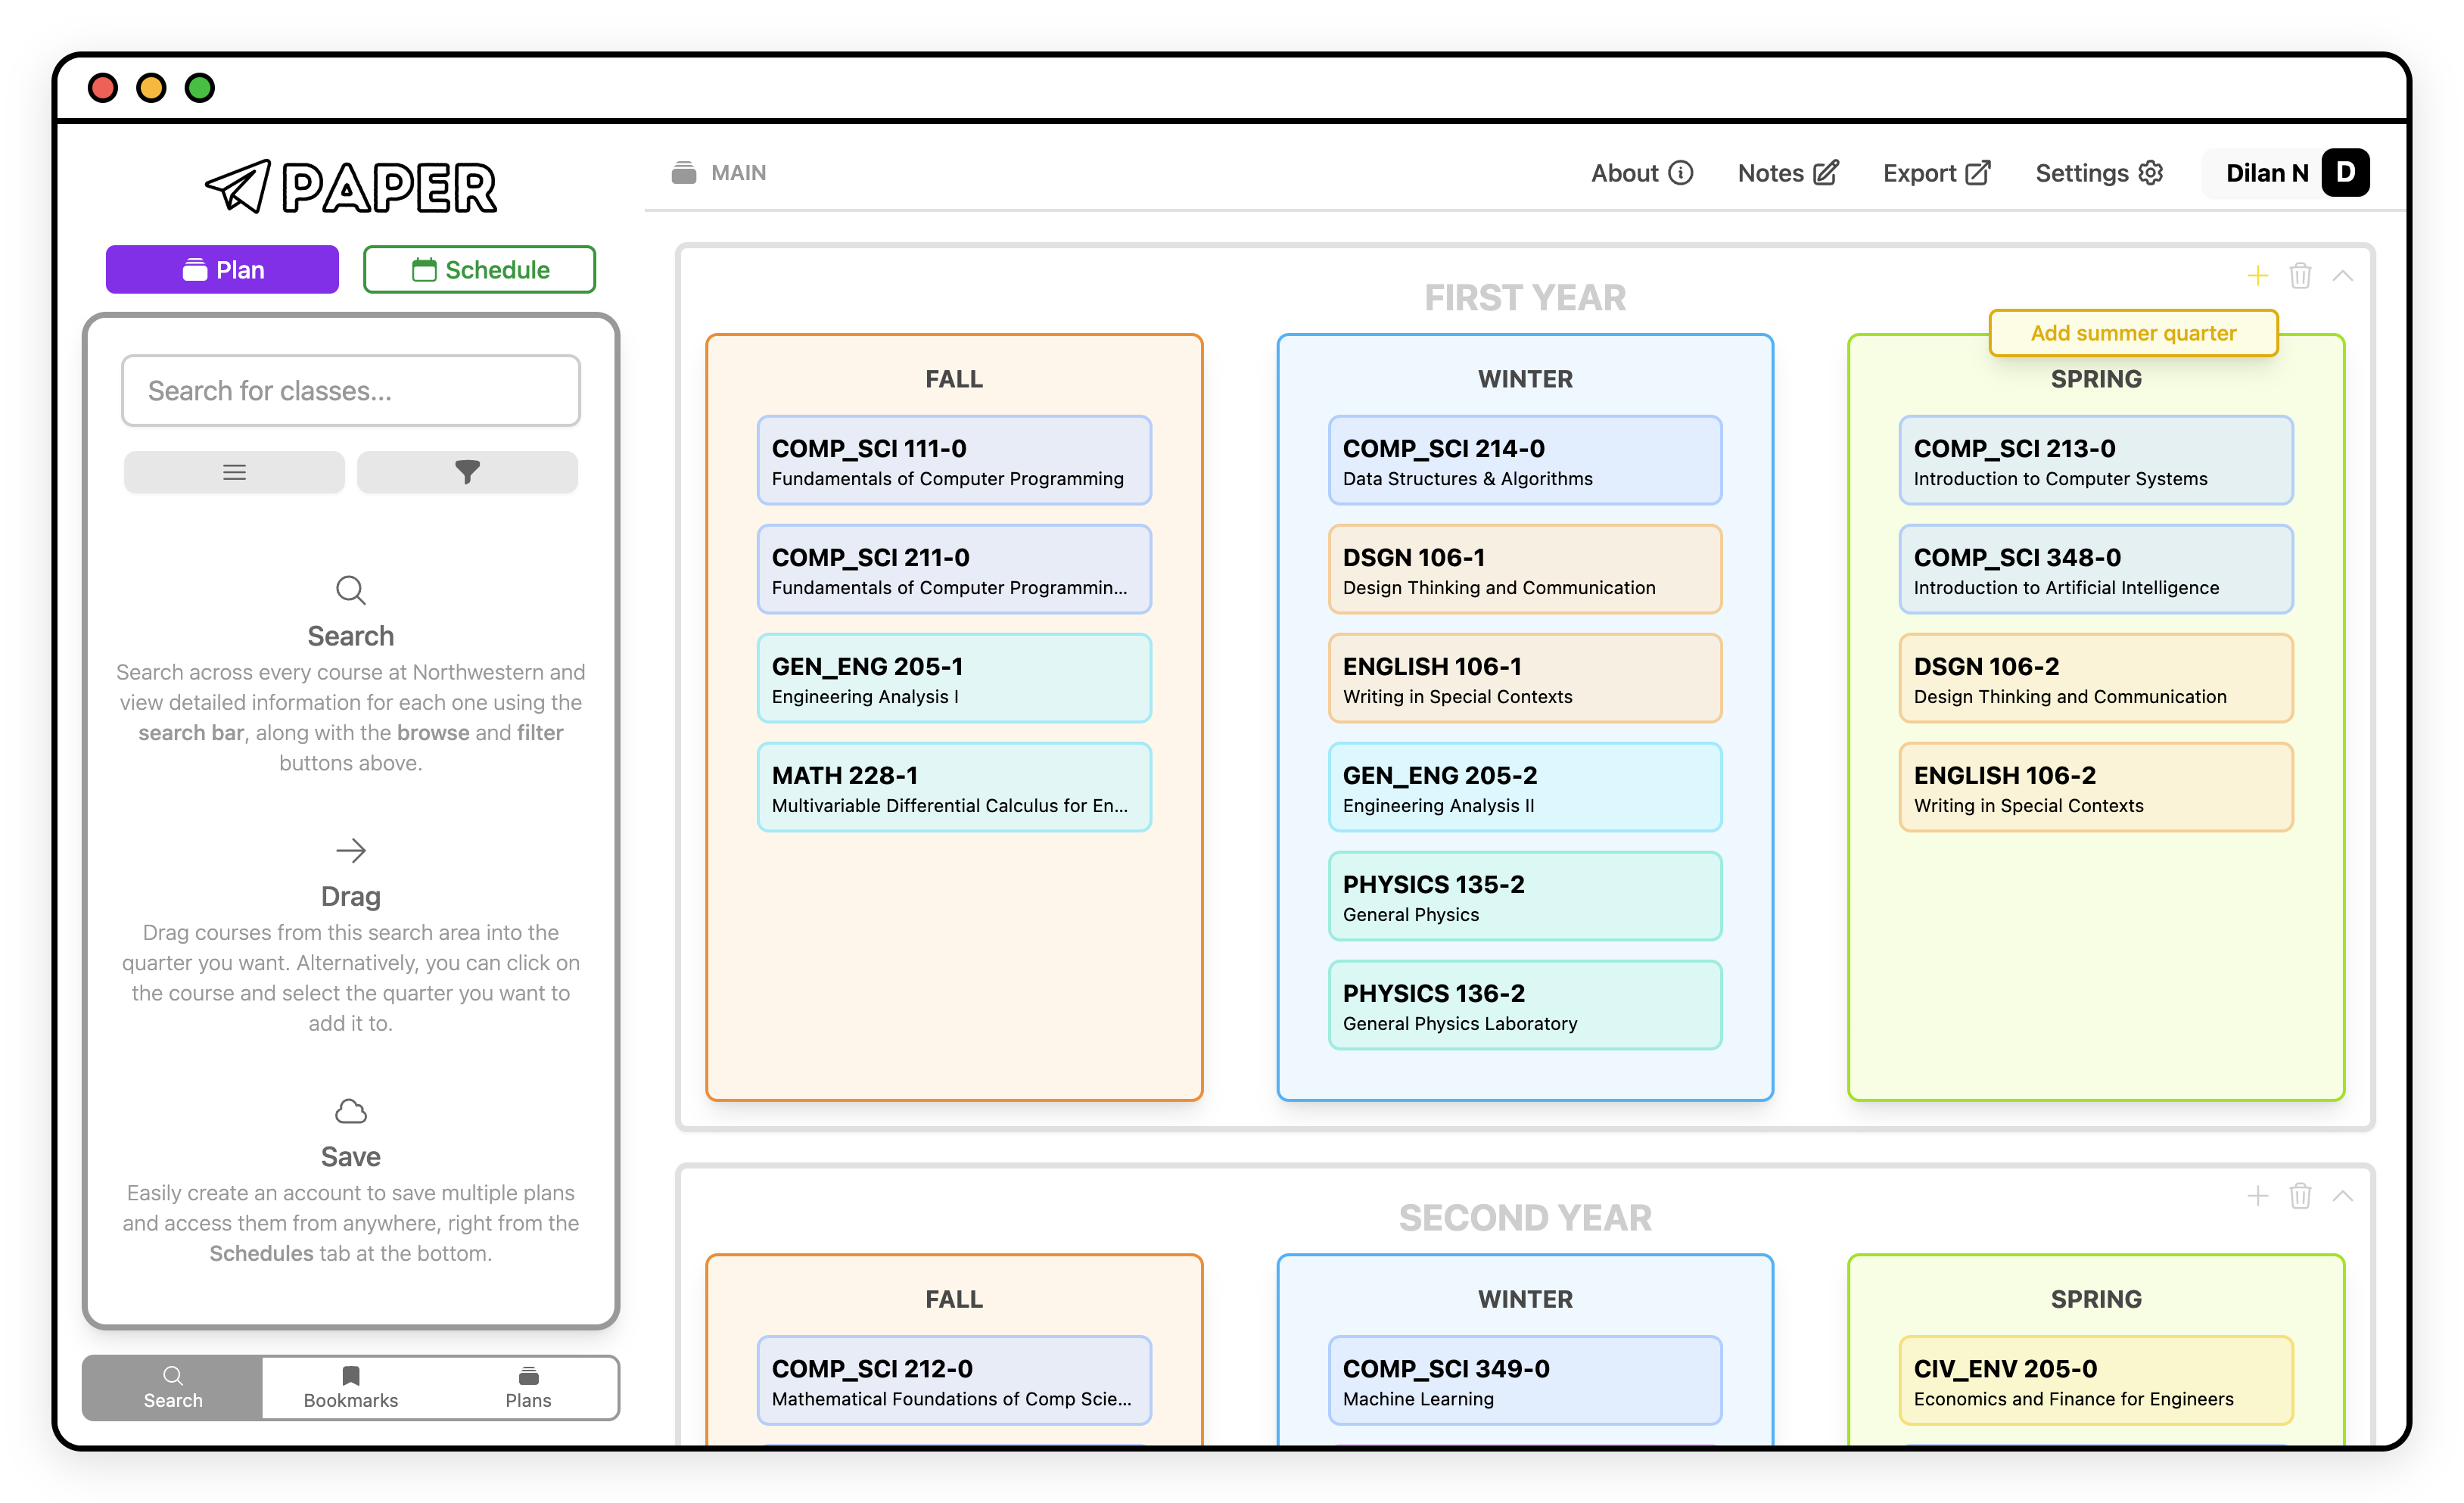 PAPER
Plan
Schedule
Search for classes...
Search
Search across every course at Northwestern and
view detailed information for each one using the
search bar, along with the browse and filter
buttons above.
Drag
Drag courses from this search area into the
quarter you want. Alternatively, you can click on
the course and select the quarter you want to
add it to.
Save
Easily create an account to save multiple plans
and access them from anywhere, right from the
Schedules tab at the bottom.
Search
Bookmarks
Plans
MAIN
About
Notes
Export
Settings
Dilan N
D
FIRST YEAR
Add summer quarter
FALL
COMP_SCI 111-0
Fundamentals of Computer Programming
COMP_SCI 211-0
Fundamentals of Computer Programmin...
GEN_ENG 205-1
Engineering Analysis I
MATH 228-1
Multivariable Differential Calculus for En...
WINTER
COMP_SCI 214-0
Data Structures & Algorithms
DSGN 106-1
Design Thinking and Communication
ENGLISH 106-1
Writing in Special Contexts
GEN_ENG 205-2
Engineering Analysis II
PHYSICS 135-2
General Physics
PHYSICS 136-2
General Physics Laboratory
SPRING
COMP_SCI 213-0
Introduction to Computer Systems
COMP_SCI 348-0
Introduction to Artificial Intelligence
DSGN 106-2
Design Thinking and Communication
ENGLISH 106-2
Writing in Special Contexts
SECOND YEAR
FALL
COMP_SCI 212-0
Mathematical Foundations of Comp Scie...
WINTER
COMP_SCI 349-0
Machine Learning
SPRING
CIV_ENV 205-0
Economics and Finance for Engineers